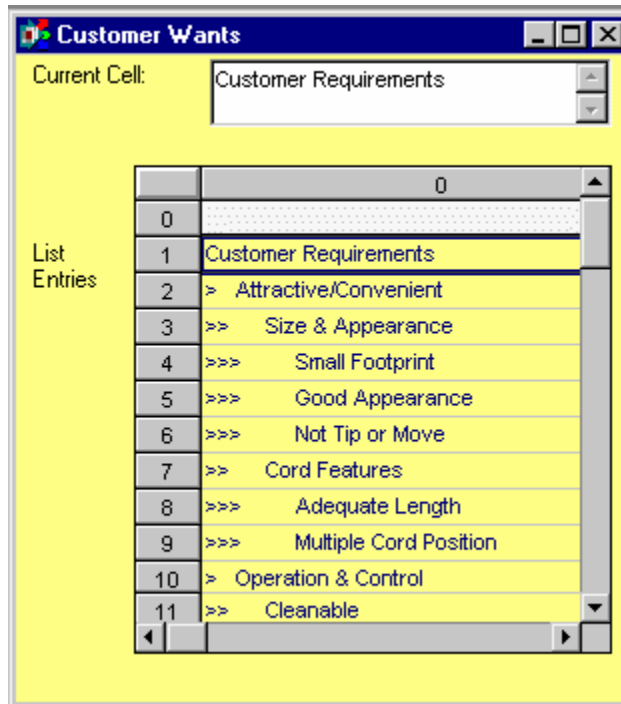 Customer Wants
Current Cell:
Customer Requirements
0
0
List
Entries
1 Customer Requirements
2 > Attractive/Convenient
3 >> Size & Appearance
4 >>> Small Footprint
5 >>> Good Appearance
6 >>> Not Tip or Move
7 >> Cord Features
8 >>> Adequate Length
9 >>> Multiple Cord Position
10 > Operation & Control
11 >> Cleanable